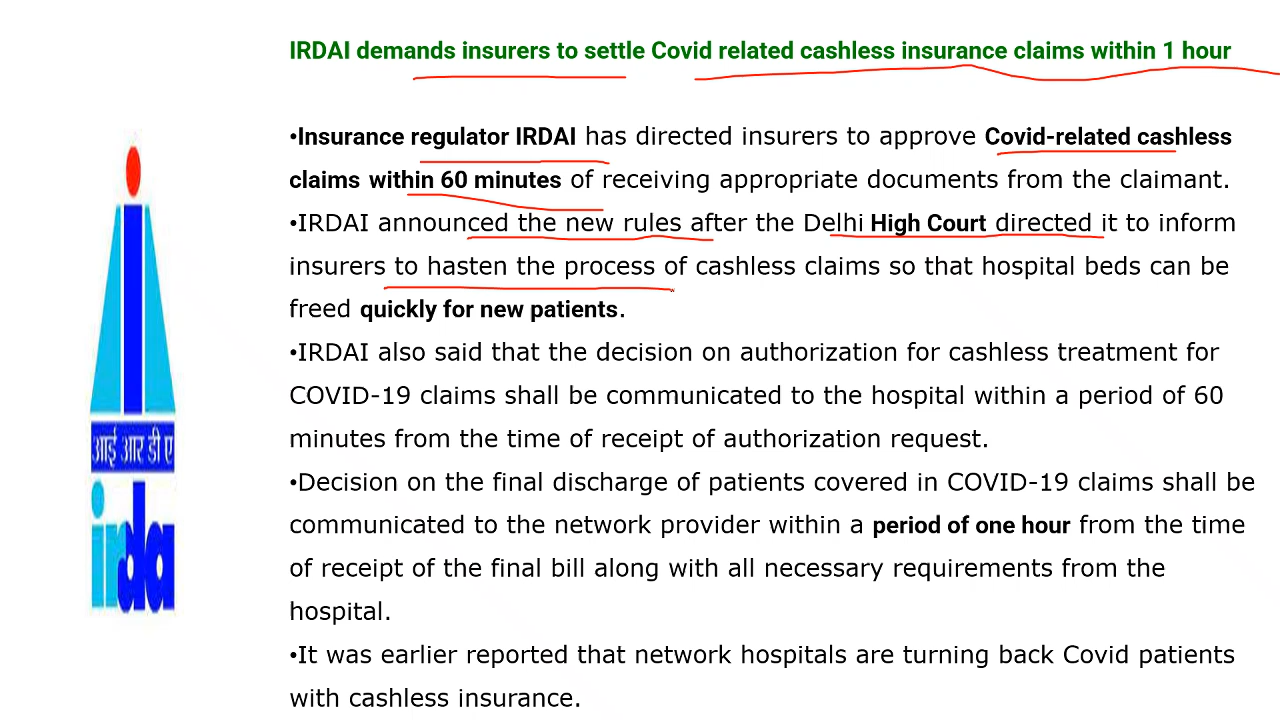 IRDAI demands insurers to settle Covid related cashless insurance claims within 1 hour
•Insurance regulator IRDAI has directed insurers to approve Covid-related cashless
claims within 60 minutes of receiving appropriate documents from the claimant.
•IRDAI announced the new rules after the Delhi High Court directed it to inform
insurers to hasten the process of cashless claims so that hospital beds can be
freed quickly for new patients.
•IRDAI also said that the decision on authorization for cashless treatment for
COVID-19 claims shall be communicated to the hospital within a period of 60
minutes from the time of receipt of authorization request.
•Decision on the final discharge of patients covered in COVID-19 claims shall be
communicated to the network provider within a period of one hour from the time
of receipt of the final bill along with all necessary requirements from the
hospital.
•It was earlier reported that network hospitals are turning back Covid patients
with cashless insurance.
आई आर डी ए
irda